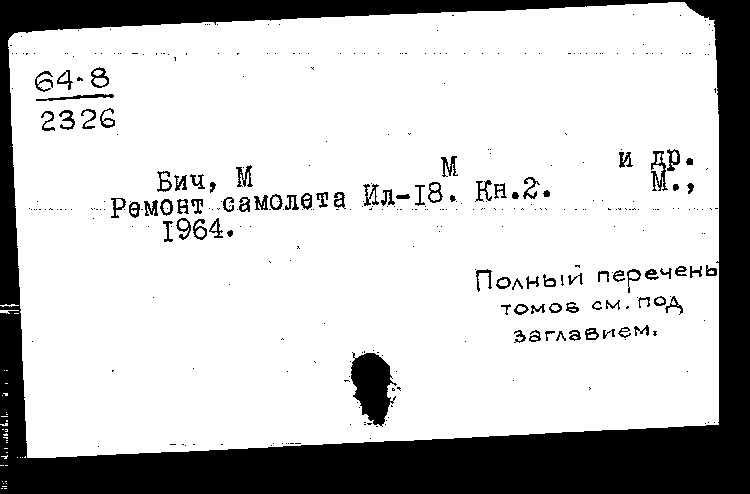 64-8
2326
Бич, М М и др.
Ремонт самолета Ил-18. Кн.2. М.,
1964.
Полный перечень
томов см. под
заглавием.